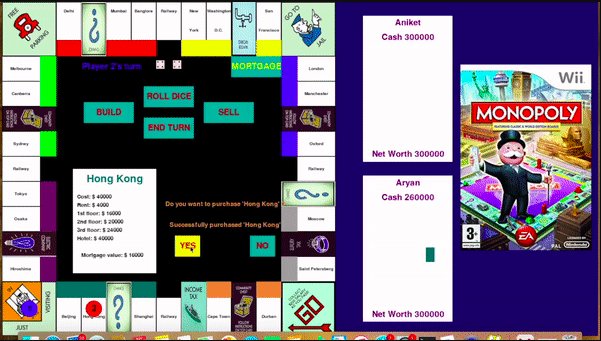 FREE
PARKING
Delhi
Mumbai
Banglore
Railway
New
York
Washington
D.C.
San
Francisco
GO TO
JAIL
Player 2's turn
MORTGAGE
Melbourne
Canberra
Sydney
Railway
Tokyo
Osaka
Hiroshima
London
Manchester
Oxford
Railway
Moscow
Saint Petersberg
ROLL DICE
BUILD
SELL
END TURN
Hong Kong
Cost: $ 40000
Rent: $ 4000
1st floor: $ 16000
2nd floor: $ 20000
3rd floor: $ 24000
Hotel: $ 40000
Mortgage value: $ 16000
Do you want to purchase 'Hong Kong'
Successfully purchased 'Hong Kong'
YES
NO
IN
VISITING
JUST
Beijing
Shanghai
Railway
INCOME
TAX
Cape Town
Durban
GO
Aniket
Cash 300000
Net Worth 300000
Aryan
Cash 260000
Net Worth 300000
Wii
MONOPOLY
EA
3+
PAL
Nintendo